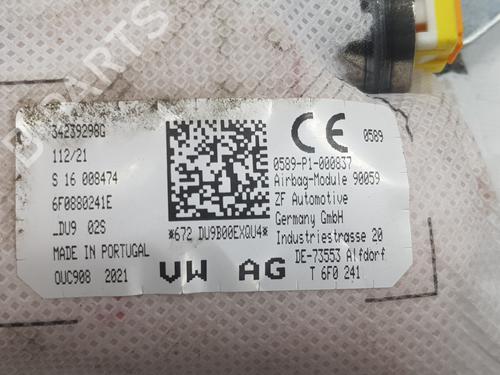 B-PARTS
34239298G
112/21
S 16 008474
6F0880241E
_DU9 02S
MADE IN PORTUGAL
OVC908 2021
*672 DU9B00EXQU4*
VW AG
CE 0589
0589-P1-000837
Airbag-Module 90059
ZF Automotive
Germany GmbH
Industriestrasse 20
DE-73553 Alfdorf
T 6F0 241